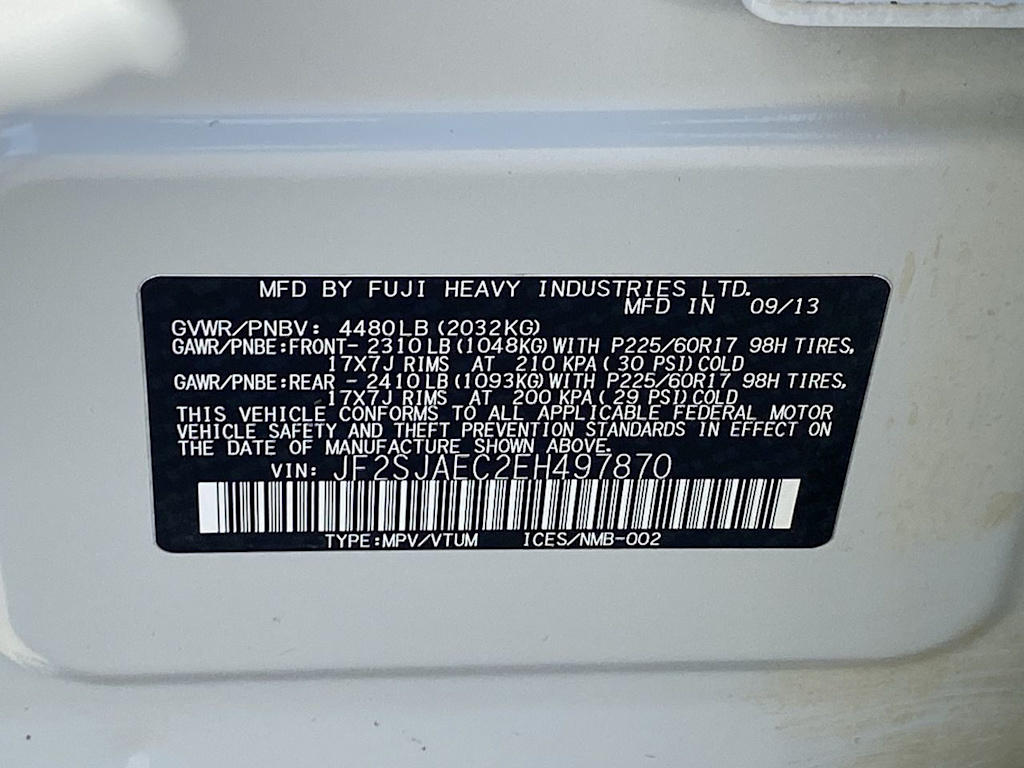 MFD BY FUJI HEAVY INDUSTRIES LTD.
MFD IN 09/13
GVWR/PNBV: 4480LB (2032KG)
GAWR/PNBE:FRONT- 2310LB (1048KG) WITH P225/60R17 98H TIRES,
17X7J RIMS AT 210 KPA ( 30 PSI) COLD
GAWR/PNBE:REAR - 2410LB (1093KG) WITH P225/60R17 98H TIRES,
17X7J RIMS AT 200 KPA ( 29 PSI) COLD
THIS VEHICLE CONFORMS TO ALL APPLICABLE FEDERAL MOTOR
VEHICLE SAFETY AND THEFT PREVENTION STANDARDS IN EFFECT ON
THE DATE OF MANUFACTURE SHOWN ABOVE.
VIN: JF2SJAEC2EH497870
TYPE:MPV/VTUM ICES/NMB-002